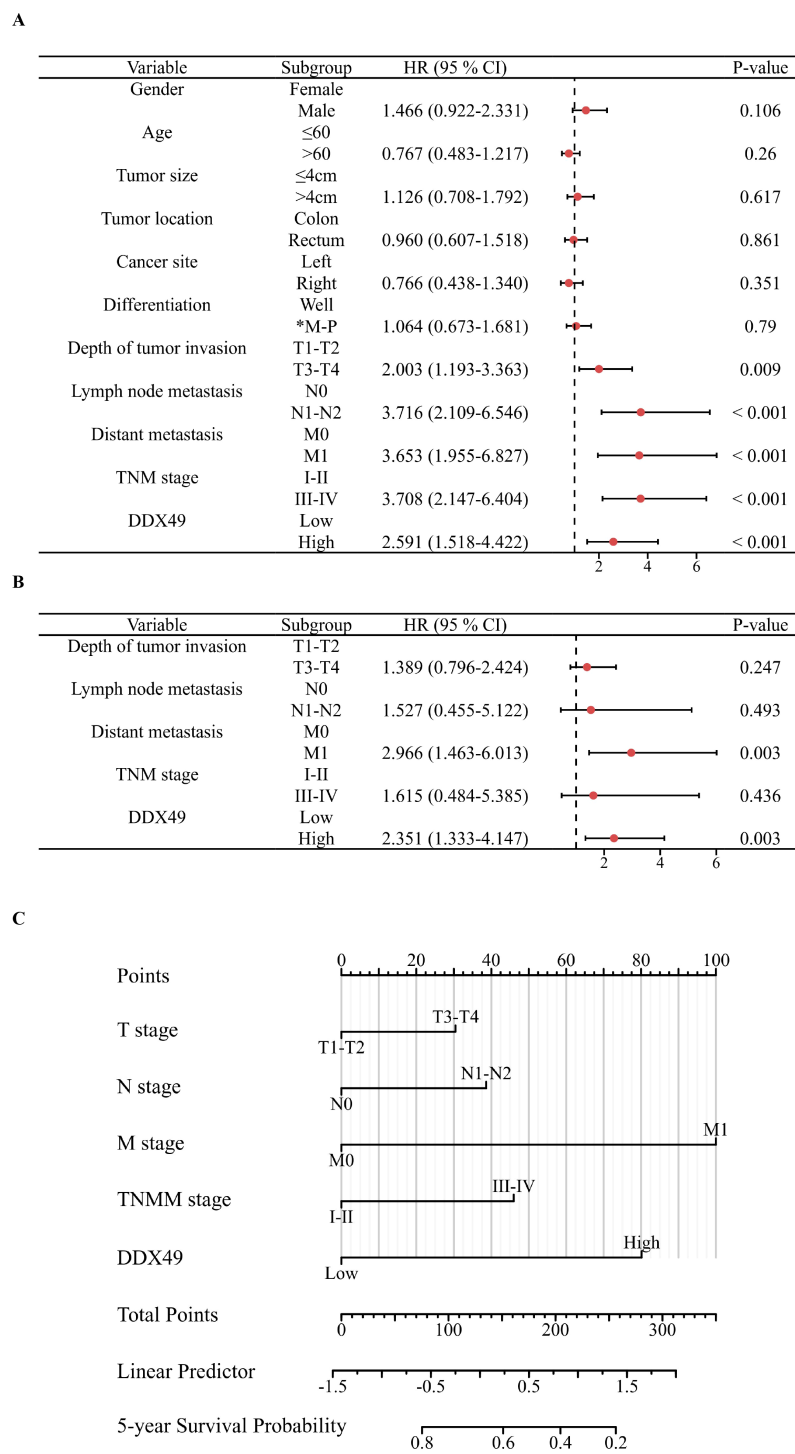 A
Variable Subgroup HR (95 % CI) P-value
Gender Female
Male 1.466 (0.922-2.331) 0.106
Age ≤60
>60 0.767 (0.483-1.217) 0.26
Tumor size ≤4cm
>4cm 1.126 (0.708-1.792) 0.617
Tumor location Colon
Rectum 0.960 (0.607-1.518) 0.861
Cancer site Left
Right 0.766 (0.438-1.340) 0.351
Differentiation Well
*M-P 1.064 (0.673-1.681) 0.79
Depth of tumor invasion T1-T2
T3-T4 2.003 (1.193-3.363) 0.009
Lymph node metastasis N0
N1-N2 3.716 (2.109-6.546) < 0.001
Distant metastasis M0
M1 3.653 (1.955-6.827) < 0.001
TNM stage I-II
III-IV 3.708 (2.147-6.404) < 0.001
DDX49 Low
High 2.591 (1.518-4.422) < 0.001
2 4 6
B
Variable Subgroup HR (95 % CI) P-value
Depth of tumor invasion T1-T2
T3-T4 1.389 (0.796-2.424) 0.247
Lymph node metastasis N0
N1-N2 1.527 (0.455-5.122) 0.493
Distant metastasis M0
M1 2.966 (1.463-6.013) 0.003
TNM stage I-II
III-IV 1.615 (0.484-5.385) 0.436
DDX49 Low
High 2.351 (1.333-4.147) 0.003
2 4 6
C
Points 0 20 40 60 80 100
T3-T4
T stage
T1-T2
N1-N2
N stage
N0
M1
M stage
M0
III-IV
TNMM stage
I-II
High
DDX49
Low
Total Points
0 100 200 300
Linear Predictor
-1.5 -0.5 0.5 1.5
5-year Survival Probability
0.8 0.6 0.4 0.2